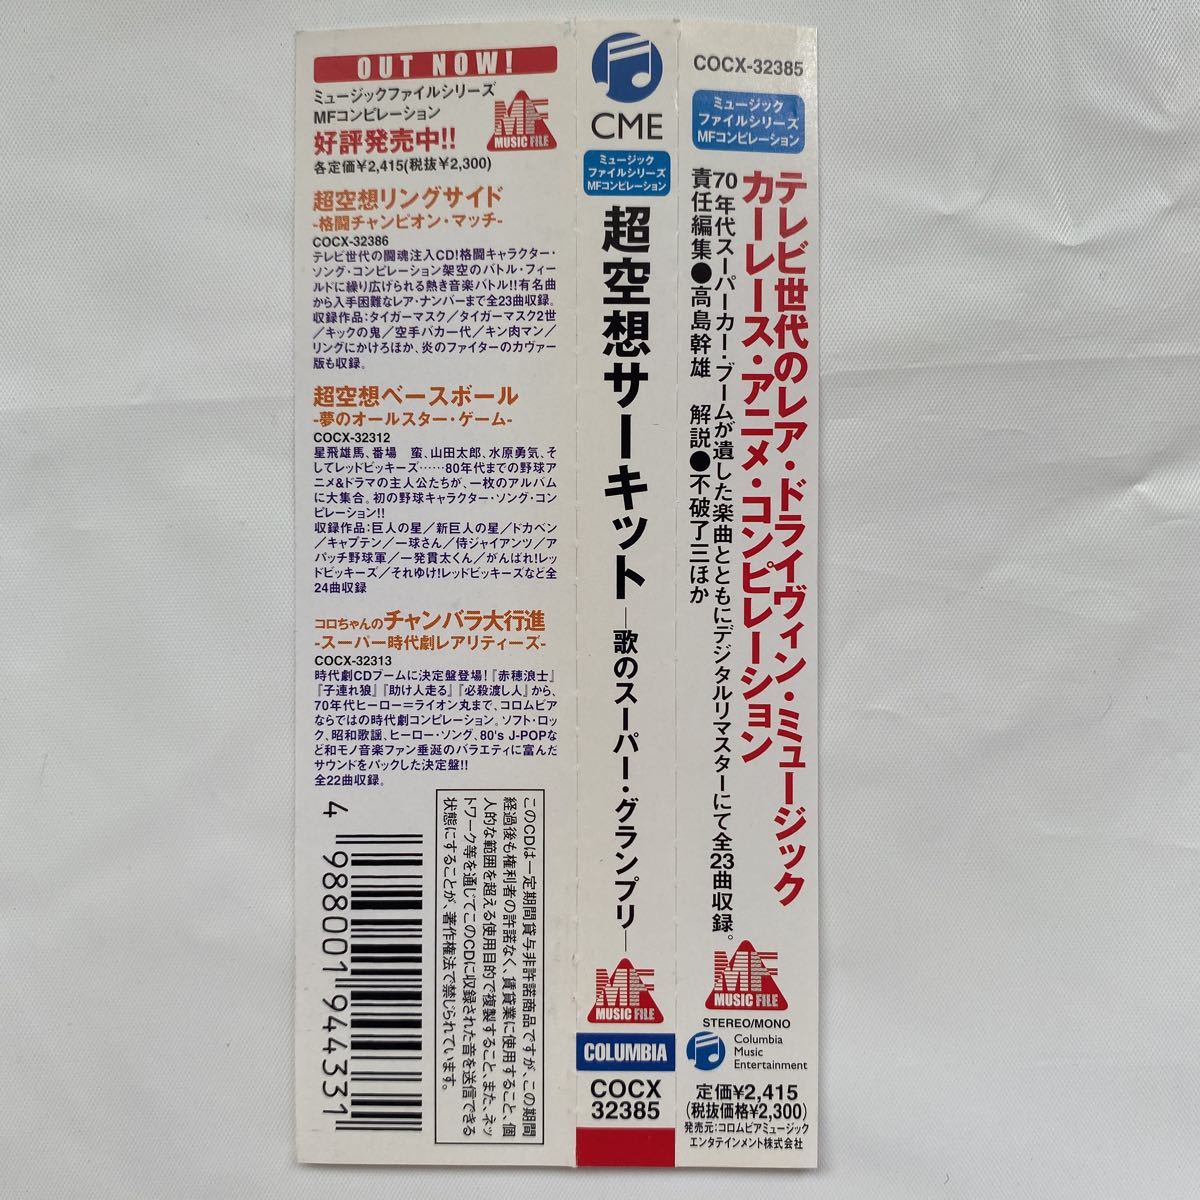 OUT NOW!
ミュージックファイルシリーズ
MFコンピレーション
好評発売中!!
各定価¥2,415(税抜¥2,300)
MF
MUSIC FILE
超空想リングサイド
-格闘チャンピオン・マッチ-
COCX-32386
テレビ世代の闘魂注入CD!格闘キャラクター・
ソング・コンピレーション架空のバトル・フィー
ルドに繰り広げられる熱き音楽バトル!!有名曲
から入手困難なレア・ナンバーまで全23曲収録。
収録作品:タイガーマスク/タイガーマスク2世
/キックの鬼/空手バカ一代/キン肉マン/
リングにかけろほか、炎のファイターのカヴァー
版も収録。
超空想ベースボール
-夢のオールスター・ゲーム-
COCX-32312
星飛雄馬、番場 蛮、山田太郎、水原勇気、そ
してレッドビッキーズ……80年代までの野球ア
ニメ&ドラマの主人公たちが、一枚のアルバム
に大集合。初の野球キャラクター・ソング・コン
ピレーション!!
収録作品:巨人の星/新巨人の星/ドカベン
/キャプテン/一球さん/侍ジャイアンツ/ア
パッチ野球軍/一発貫太くん/がんばれ!レッ
ドビッキーズ/それゆけ!レッドビッキーズなど全
24曲収録
コロちゃんのチャンバラ大行進
-スーパー時代劇レアリティーズ-
COCX-32313
時代劇CDブームに決定盤登場!『赤穂浪士』
『子連れ狼』『助け人走る』『必殺渡し人』から、
70年代ヒーロー=ライオン丸まで、コロムビア
ならではの時代劇コンピレーション。ソフト・ロッ
ク、昭和歌謡、ヒーロー・ソング、80's J-POPな
ど和モノ音楽ファン垂涎のバラエティに富んだ
サウンドをパックした決定盤!!
全22曲収録。
4 988001 944331
このCDは一定期間貸与非許諾商品ですが、この期間
経過後も権利者の許諾なく、賃貸業に使用すること、個
人的な範囲を超える使用目的で複製すること、また、ネッ
トワーク等を通じてこのCDに収録された音を送信できる
状態にすることが、著作権法で禁じられています。
CME
ミュージック
ファイルシリーズ
MFコンピレーション
超空想サーキット―歌のスーパー・グランプリ―
MF
MUSIC FILE
COLUMBIA
COCX
32385
COCX-32385
ミュージック
ファイルシリーズ
MFコンピレーション
テレビ世代のレア・ドライヴィン・ミュージック
カーレース・アニメ・コンピレーション
70年代スーパーカー・ブームが遺した楽曲とともにデジタルリマスターにて全23曲収録。
責任編集●高島幹雄 解説●不破了三ほか
MF
MUSIC FILE
STEREO/MONO
Columbia
Music
Entertainment
定価¥2,415
(税抜価格¥2,300)
発売元:コロムビアミュージック
エンタテインメント株式会社